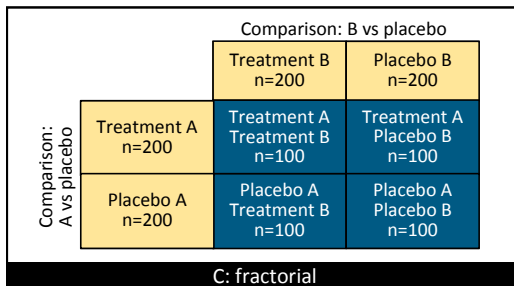 Comparison: B vs placebo
Treatment B
n=200
Placebo B
n=200
Comparison:
A vs placebo
Treatment A
n=200
Treatment A
Treatment B
n=100
Treatment A
Placebo B
n=100
Placebo A
n=200
Placebo A
Treatment B
n=100
Placebo A
Placebo B
n=100
C: fractorial